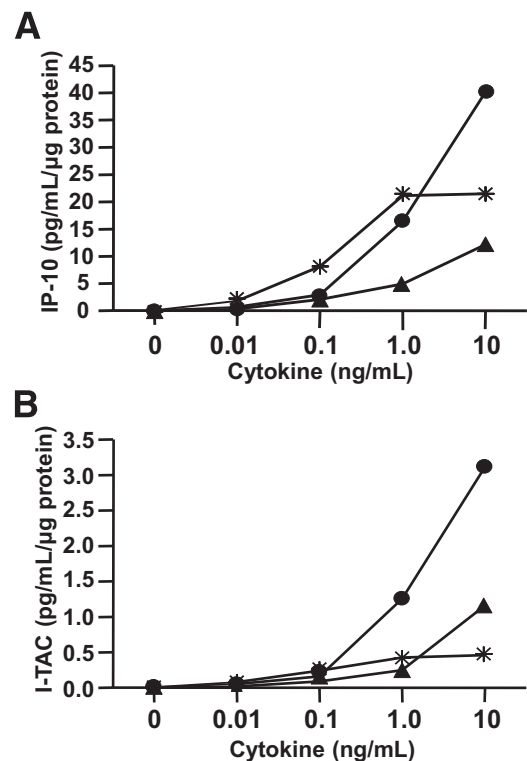 A
IP-10 (pg/mL/µg protein)
45
40
35
30
25
20
15
10
5
0
0 0.01 0.1 1.0 10
Cytokine (ng/mL)
B
I-TAC (pg/mL/µg protein)
3.5
3.0
2.5
2.0
1.5
1.0
0.5
0.0
0 0.01 0.1 1.0 10
Cytokine (ng/mL)